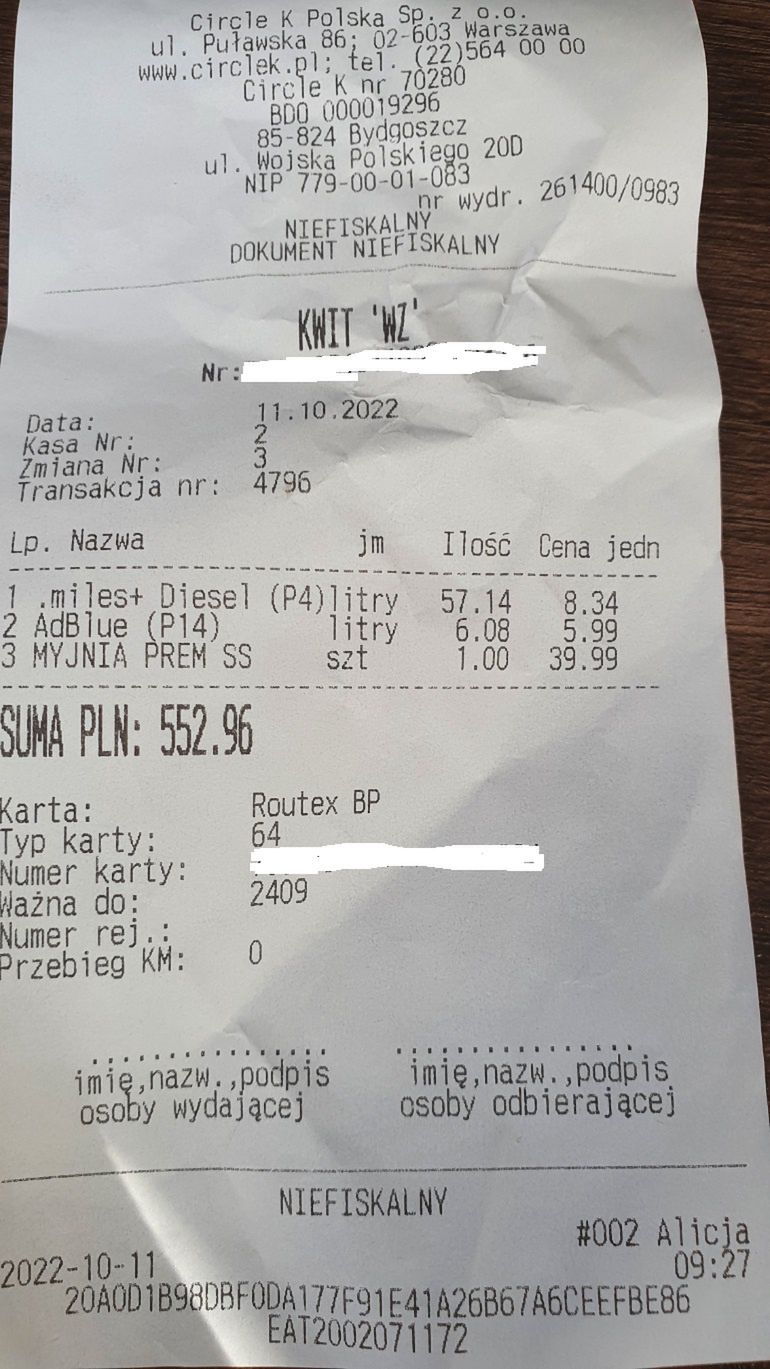 Circle K Polska Sp. z o.o.
ul. Puławska 86; 02-603 Warszawa
www.circlek.pl; tel. (22)564 00 00
Circle K nr 70280
BDO 000019296
85-824 Bydgoszcz
ul. Wojska Polskiego 20D
NIP 779-00-01-083
nr wydr. 261400/0983
NIEFISKALNY
DOKUMENT NIEFISKALNY
KWIT 'WZ'
Nr:
Data: 11.10.2022
Kasa Nr: 2
Zmiana Nr: 3
Transakcja nr: 4796
Lp. Nazwa jm Ilość Cena jedn
1 .miles+ Diesel (P4)litry 57.14 8.34
2 AdBlue (P14) litry 6.08 5.99
3 MYJNIA PREM SS szt 1.00 39.99
SUMA PLN: 552.96
Karta: Routex BP
Typ karty: 64
Numer karty:
Ważna do: 2409
Numer rej.:
Przebieg KM: 0
imię,nazw.,podpis imię,nazw.,podpis
osoby wydającej osoby odbierającej
NIEFISKALNY
#002 Alicja
2022-10-11 09:27
20A0D1B98DBF0DA177F91E41A26B67A6CEEFBE86
EAT2002071172